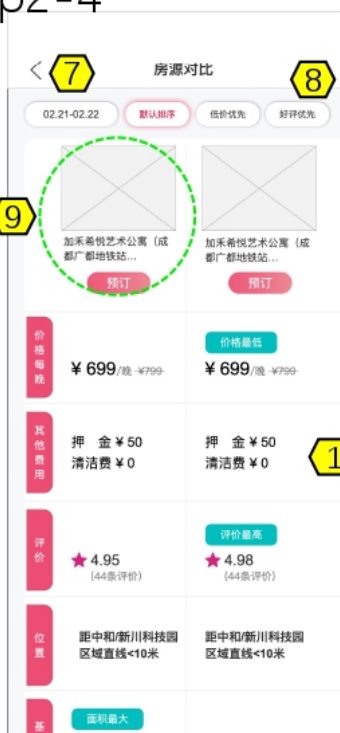 p2-4
7
房源对比
8
02.21-02.22 默认排序 低价优先 好评优先
9
加禾希悦艺术公寓（成
都广都地铁站...
预订
加禾希悦艺术公寓（成
都广都地铁站...
预订
价格每晚
¥ 699/晚 ¥799
价格最低
¥ 699/晚 ¥799
其他费用
押 金 ¥ 50
清洁费 ¥ 0
押 金 ¥ 50
清洁费 ¥ 0
1
评价
4.95
(44条评价)
评价最高
4.98
(44条评价)
位置
距中和/新川科技园
区域直线<10米
距中和/新川科技园
区域直线<10米
基
面积最大